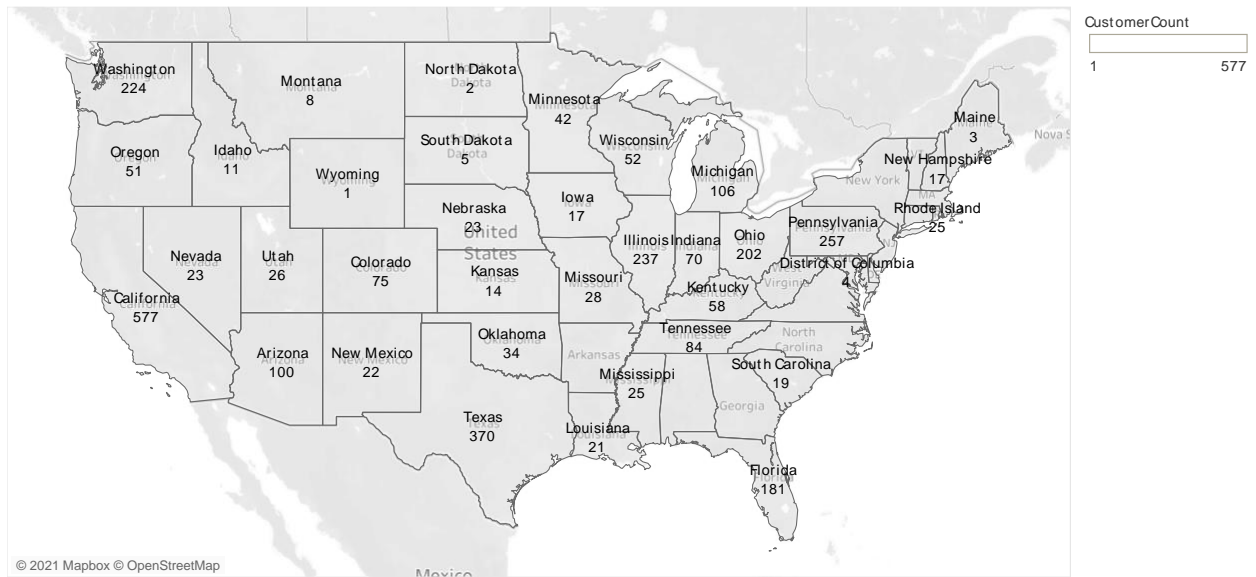 CustomerCount
1 577
Washington
224
Montana
8
North Dakota
2
Minnesota
42
Maine
3
Nova S
Oregon
51
Idaho
11
Wyoming
1
South Dakota
5
Wisconsin
52
Michigan
106
New York
VT
New Hampshire
17
MA
Rhode Island
25
Nebraska
23
Iowa
17
United
States
Nevada
23
Utah
26
Colorado
75
Kansas
14
Missouri
28
Illinois
237
Indiana
70
Ohio
202
Pennsylvania
257
NJ
District of Columbia
4
West
Virginia
California
577
Kentucky
58
Arizona
100
New Mexico
22
Oklahoma
34
Arkansas
Tennessee
84
North
Carolina
Mississippi
25
South Carolina
19
Georgia
Texas
370
Louisiana
21
Florida
181
Mexico
© 2021 Mapbox © OpenStreetMap